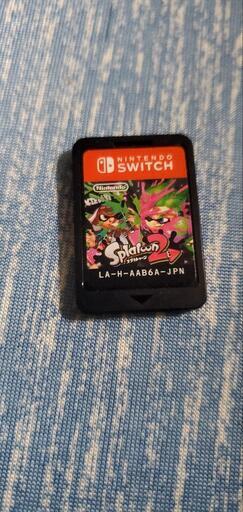 NINTENDO
SWITCH
Nintendo
Splatoon 2
スプラトゥーン
LA-H-AAB6A-JPN